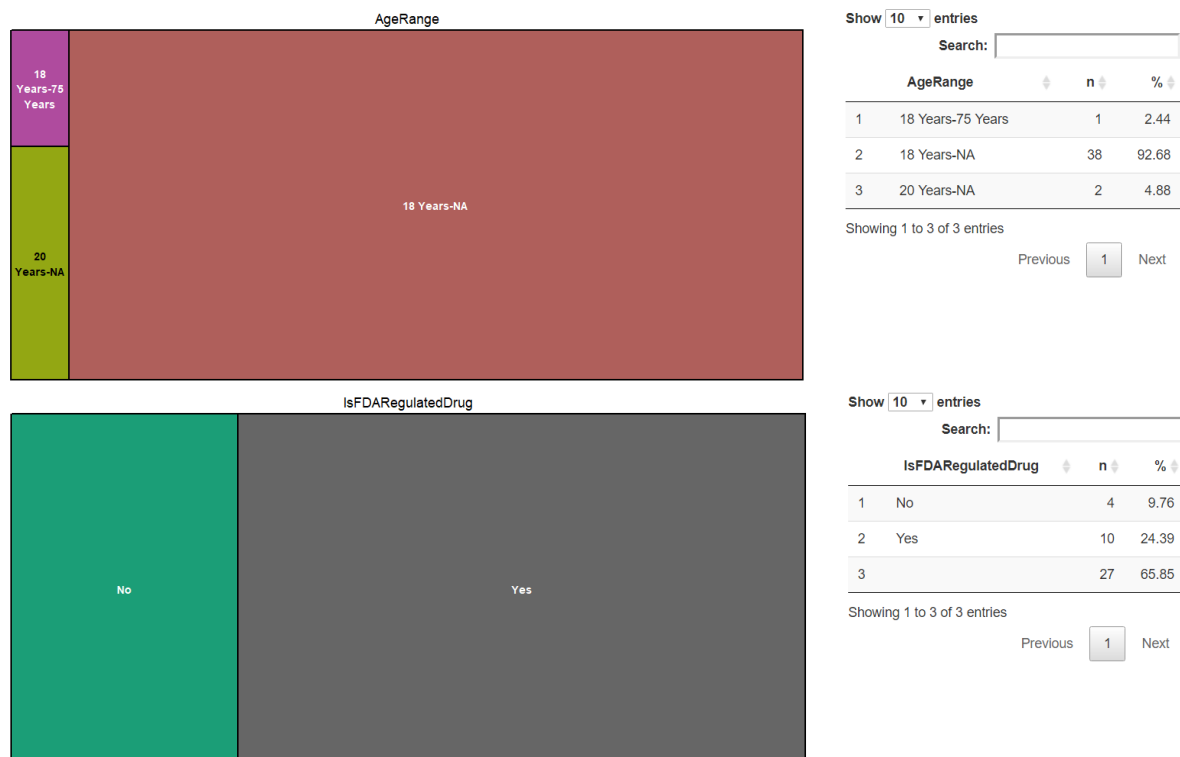 AgeRange
18
Years-75
Years
20
Years-NA
18 Years-NA
Show 10 entries
Search:
AgeRange n %
1 18 Years-75 Years 1 2.44
2 18 Years-NA 38 92.68
3 20 Years-NA 2 4.88
Showing 1 to 3 of 3 entries
Previous 1 Next
IsFDARegulatedDrug
No
Yes
Show 10 entries
Search:
IsFDARegulatedDrug n %
1 No 4 9.76
2 Yes 10 24.39
3 27 65.85
Showing 1 to 3 of 3 entries
Previous 1 Next